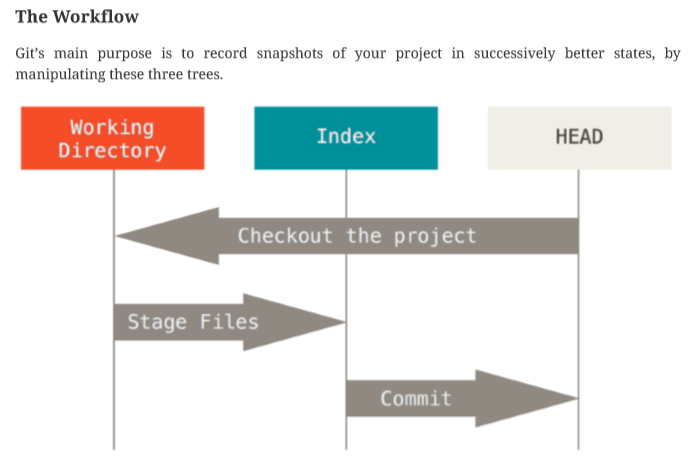 The Workflow
Git’s main purpose is to record snapshots of your project in successively better states, by
manipulating these three trees.
Working
Directory
Index
HEAD
Checkout the project
Stage Files
Commit